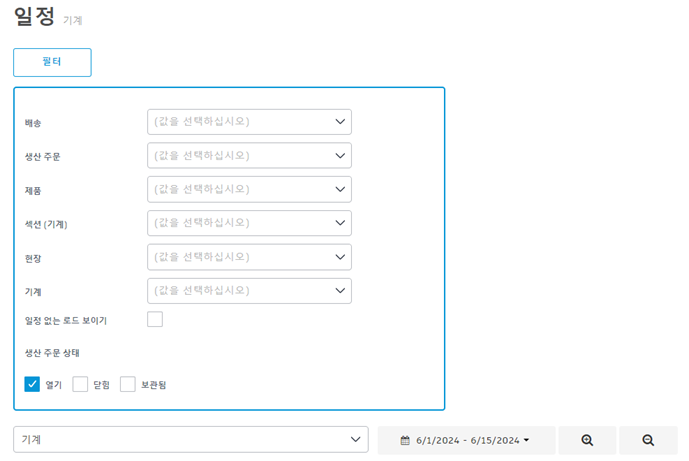 일정 기계
필터
배송 (값을 선택하십시오)
생산 주문 (값을 선택하십시오)
제품 (값을 선택하십시오)
섹션 (기계) (값을 선택하십시오)
현장 (값을 선택하십시오)
기계 (값을 선택하십시오)
일정 없는 로드 보이기
생산 주문 상태
열기 닫힘 보관됨
기계 6/1/2024 - 6/15/2024